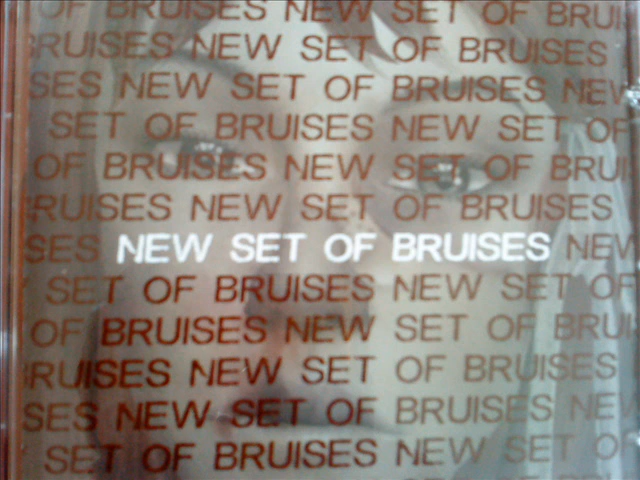 OF BRUISES NEW SET OF BRUI
BRUISES NEW SET OF BRUISES
SES NEW SET OF BRUISES NEW
SET OF BRUISES NEW SET OF
OF BRUISES NEW SET OF BRUI
RUISES NEW SET OF BRUISES
SES NEW SET OF BRUISES NEW
SET OF BRUISES NEW SET OF
OF BRUISES NEW SET OF BRUI
RUISES NEW SET OF BRUISES
SES NEW SET OF BRUISES NEW
SET OF BRUISES NEW SET O